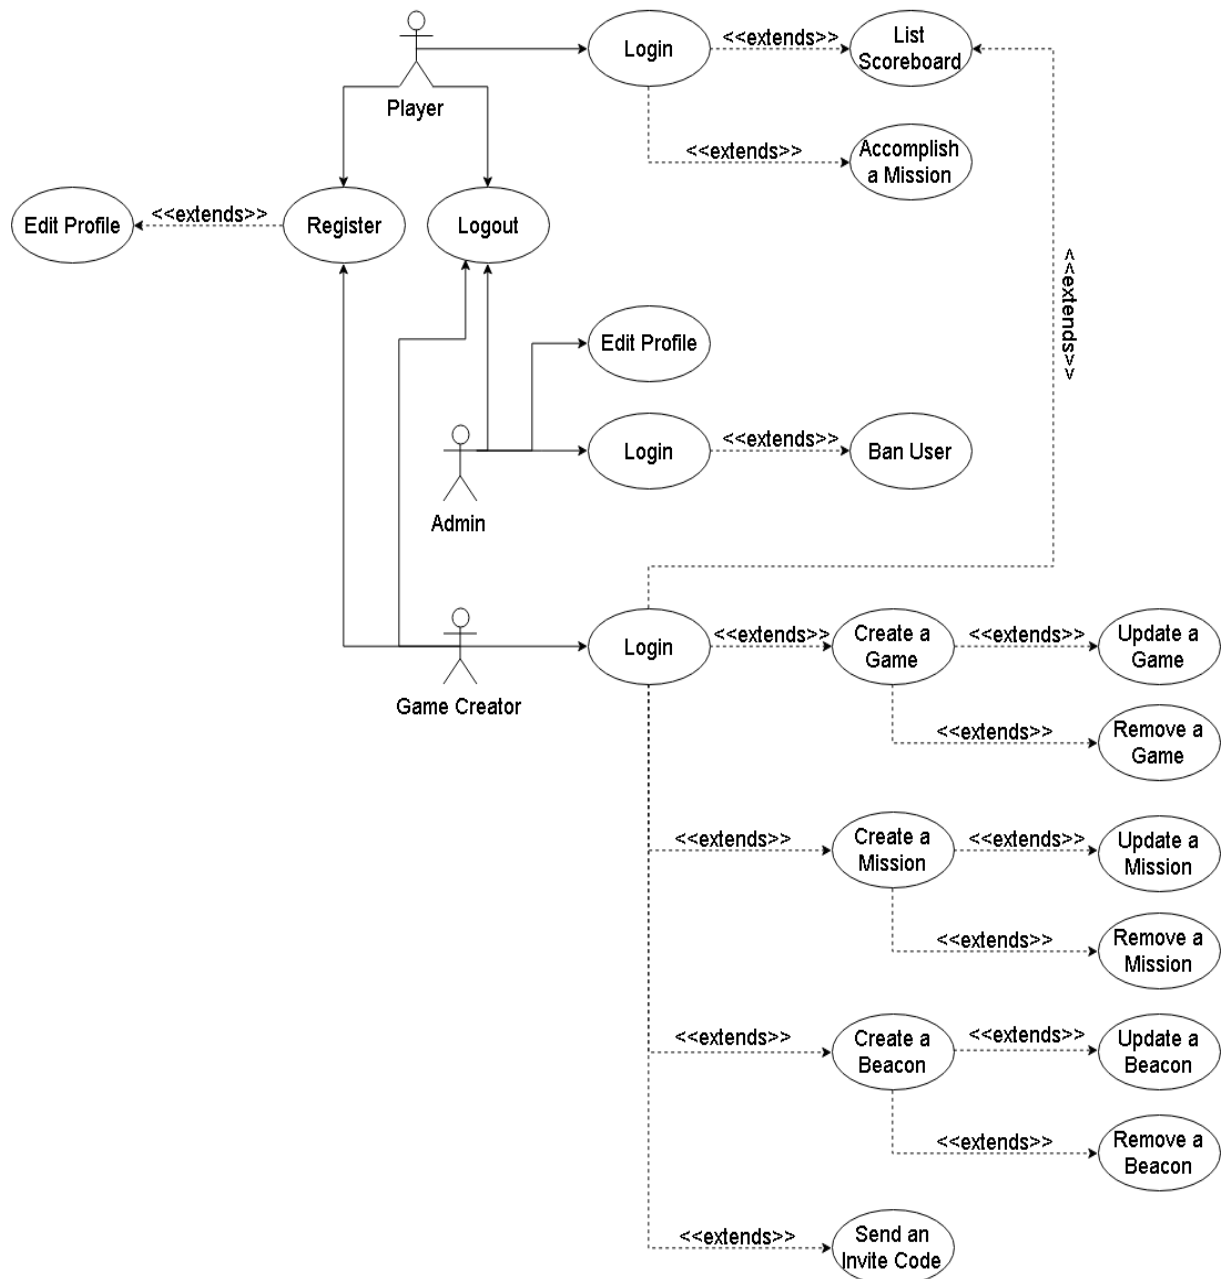 Player
Login
<<extends>>
List
Scoreboard
<<extends>>
Accomplish
a Mission
Edit Profile
<<extends>>
Register
Logout
<<extends>>
Edit Profile
Admin
Login
<<extends>>
Ban User
Game Creator
Login
<<extends>>
Create a
Game
<<extends>>
Update a
Game
<<extends>>
Remove a
Game
<<extends>>
Create a
Mission
<<extends>>
Update a
Mission
<<extends>>
Remove a
Mission
<<extends>>
Create a
Beacon
<<extends>>
Update a
Beacon
<<extends>>
Remove a
Beacon
<<extends>>
Send an
Invite Code